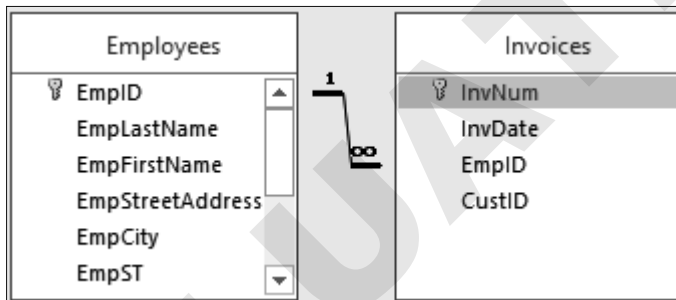 Employees
EmpID
EmpLastName
EmpFirstName
EmpStreetAddress
EmpCity
EmpST
1
∞
Invoices
InvNum
InvDate
EmpID
CustID